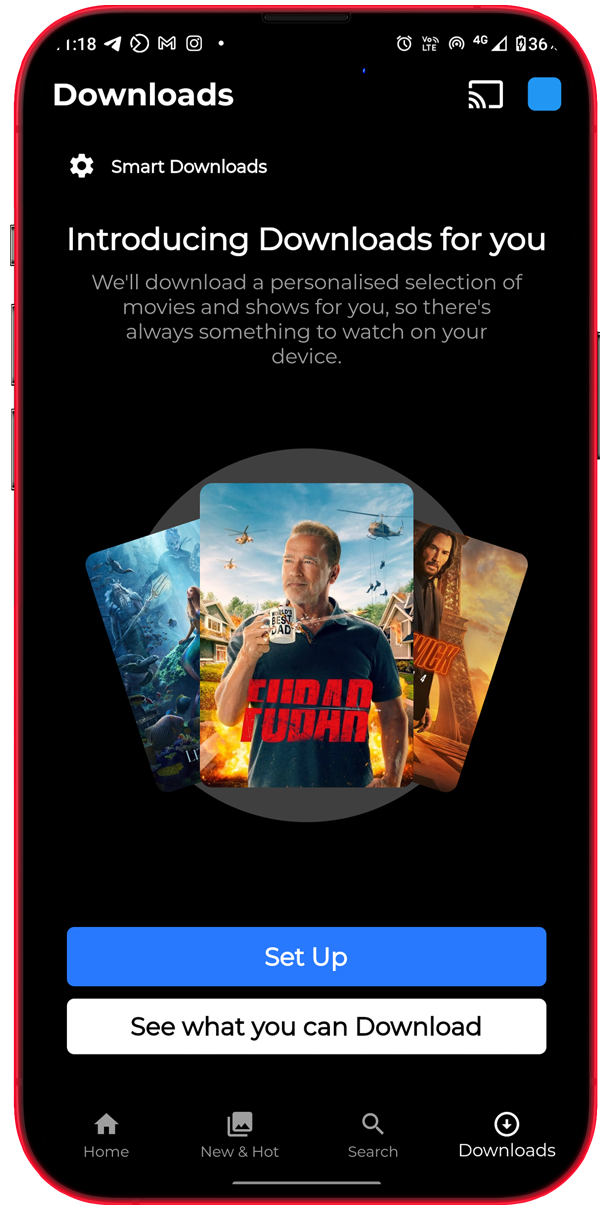 1:18 Vo LTE 4G 36
Downloads
Smart Downloads
Introducing Downloads for you
We'll download a personalised selection of
movies and shows for you, so there's
always something to watch on your
device.
WORLD'S
BEST
DAD
FUBAR
WICK
4
Set Up
See what you can Download
Home New & Hot Search Downloads